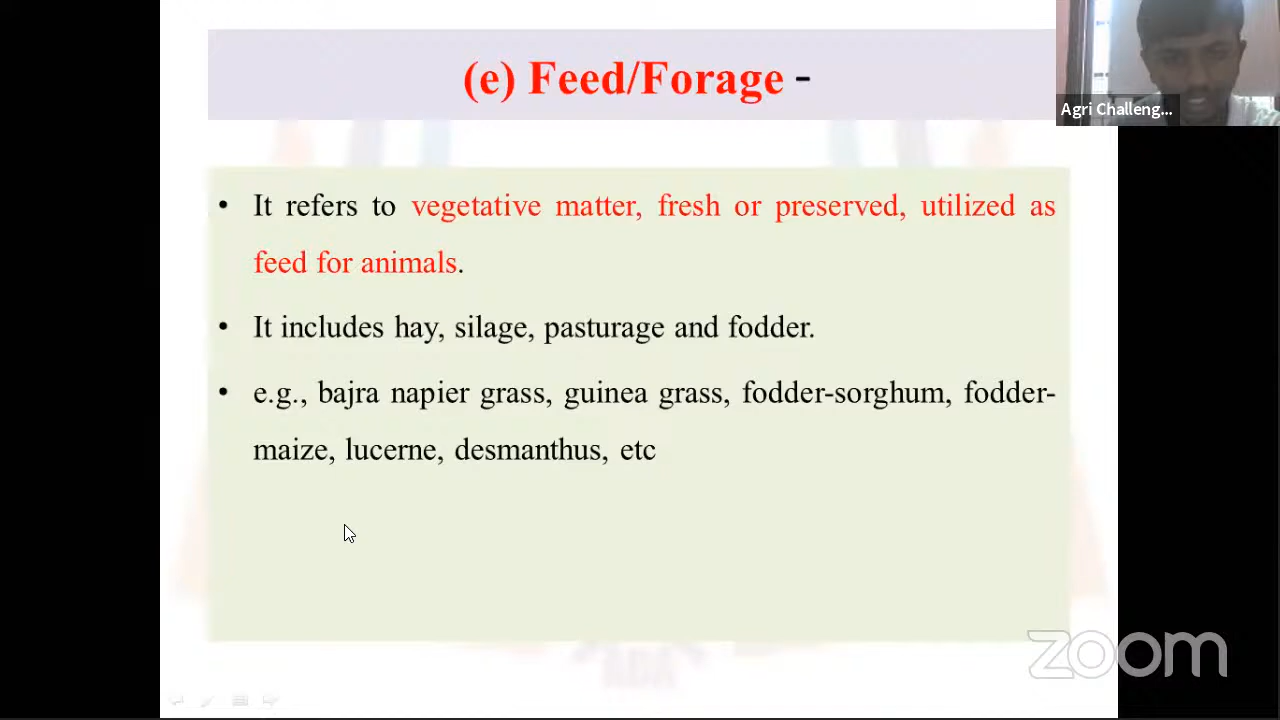 (e) Feed/Forage -
Agri Challeng...
• It refers to vegetative matter, fresh or preserved, utilized as
feed for animals.
• It includes hay, silage, pasturage and fodder.
• e.g., bajra napier grass, guinea grass, fodder-sorghum, fodder-
maize, lucerne, desmanthus, etc
zoom
ADA